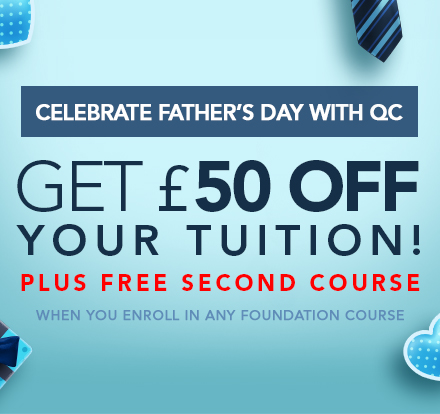 CELEBRATE FATHER'S DAY WITH QC
GET £50 OFF
YOUR TUITION!
PLUS FREE SECOND COURSE
WHEN YOU ENROLL IN ANY FOUNDATION COURSE